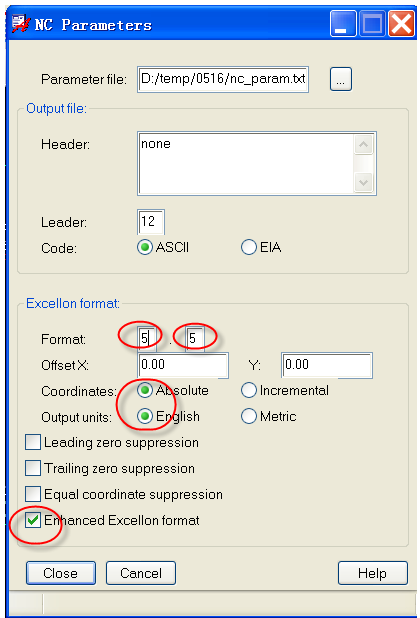 NC Parameters
Parameter file: D:/temp/0516/nc_param.txt ...
Output file:
Header: none
Leader: 12
Code: ASCII EIA
Excellon format:
Format: 5 . 5
Offset X: 0.00 Y: 0.00
Coordinates: Absolute Incremental
Output units: English Metric
Leading zero suppression
Trailing zero suppression
Equal coordinate suppression
Enhanced Excellon format
Close Cancel Help